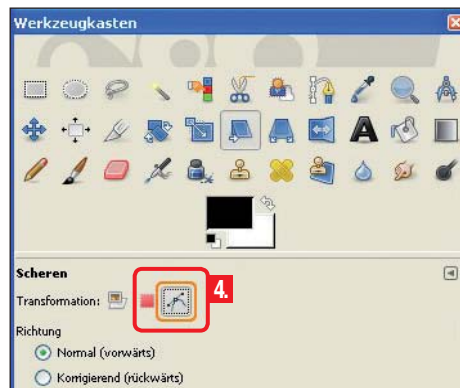 Werkzeugkasten
A
Scheren
Transformation:
4.
Richtung
Normal (vorwärts)
Korrigierend (rückwärts)